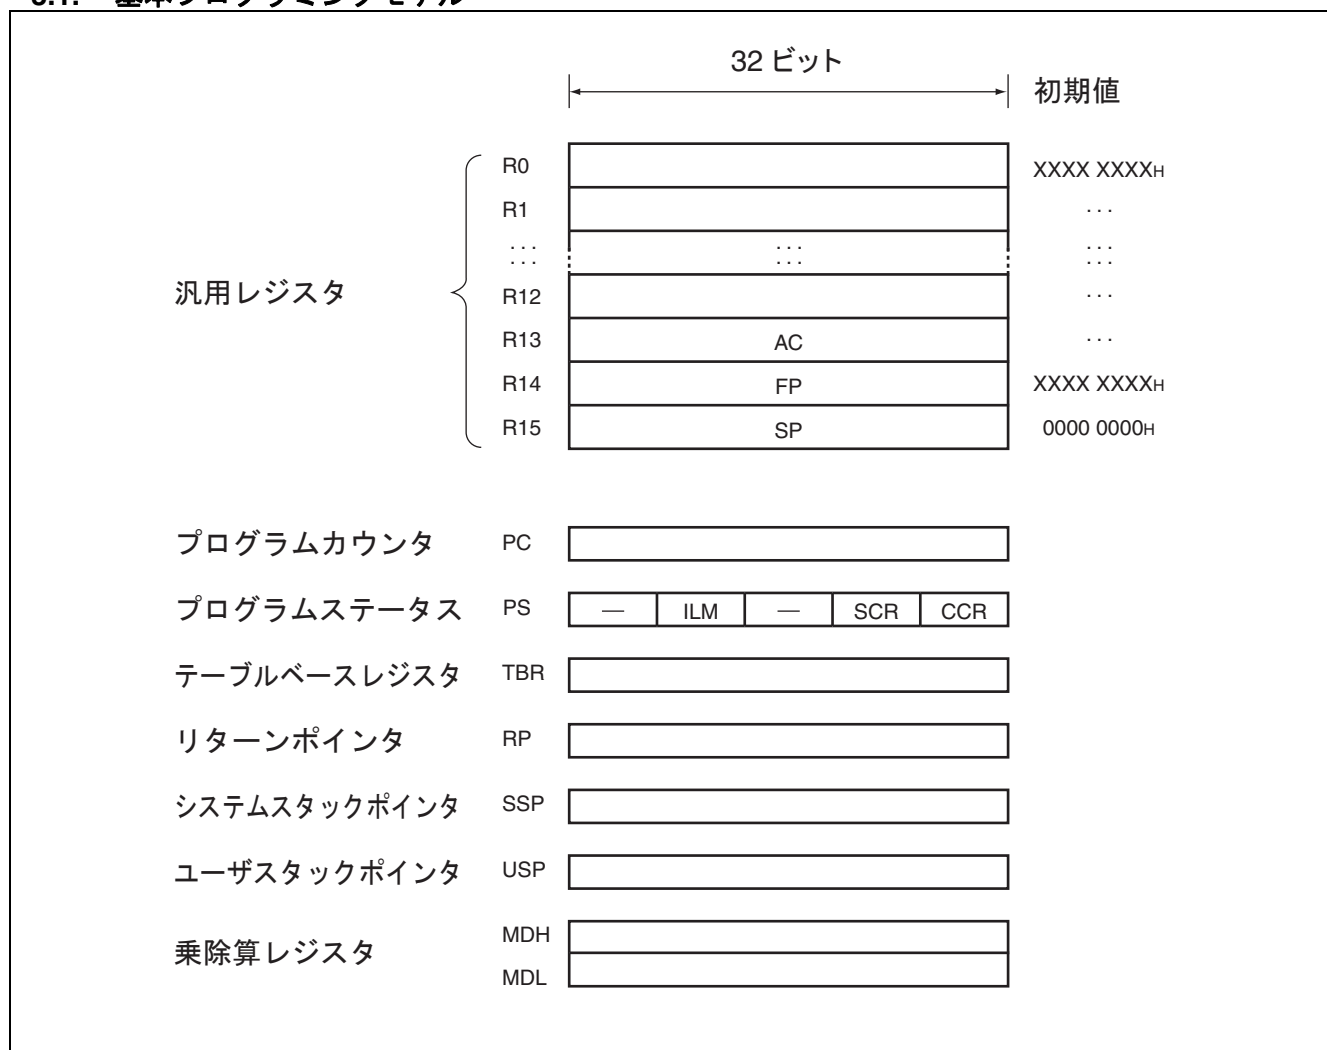 32 ビット
初期値
R0 XXXX XXXXH
R1 ...
... ... ...
... ... ...
汎用レジスタ
R12 ...
R13 AC ...
R14 FP XXXX XXXXH
R15 SP 0000 0000H
プログラムカウンタ PC
プログラムステータス PS — ILM — SCR CCR
テーブルベースレジスタ TBR
リターンポインタ RP
システムスタックポインタ SSP
ユーザスタックポインタ USP
乗除算レジスタ
MDH
MDL